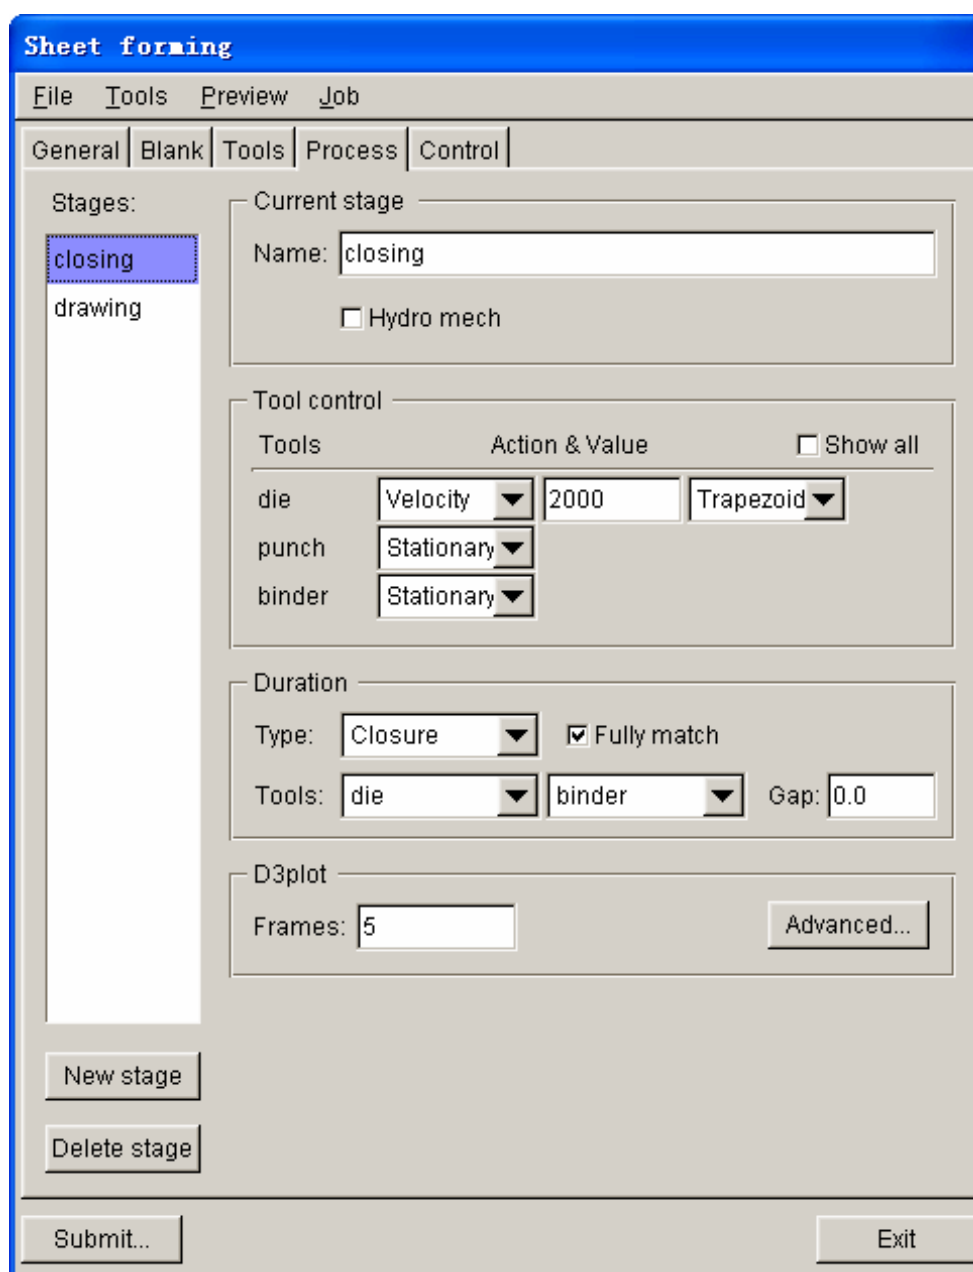 Sheet forming
File Tools Preview Job
General Blank Tools Process Control
Stages:
closing
drawing
Current stage
Name: closing
Hydro mech
Tool control
Tools Action & Value Show all
die Velocity 2000 Trapezoid
punch Stationary
binder Stationary
Duration
Type: Closure Fully match
Tools: die binder Gap: 0.0
D3plot
Frames: 5 Advanced...
New stage
Delete stage
Submit... Exit